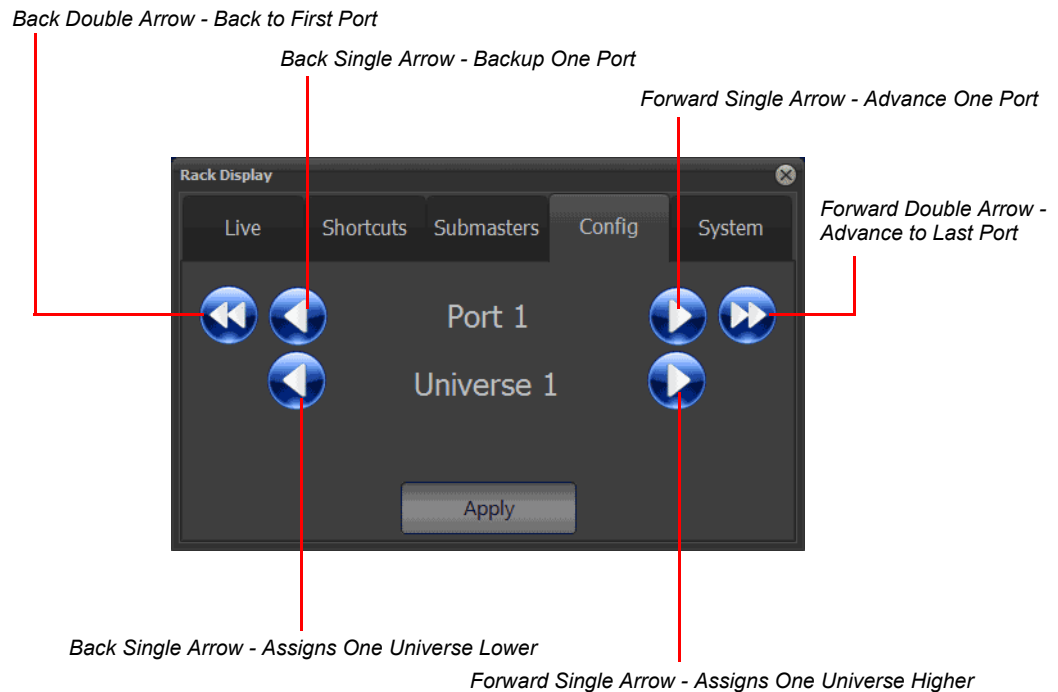 Back Double Arrow - Back to First Port
Back Single Arrow - Backup One Port
Forward Single Arrow - Advance One Port
Rack Display
Live
Shortcuts
Submasters
Config
System
Forward Double Arrow -
Advance to Last Port
Port 1
Universe 1
Apply
Back Single Arrow - Assigns One Universe Lower
Forward Single Arrow - Assigns One Universe Higher